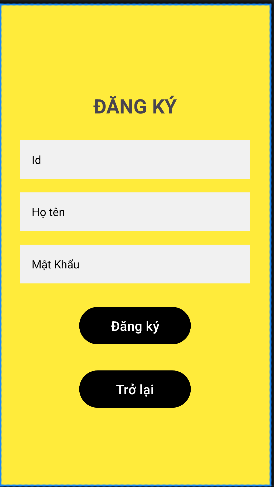 ĐĂNG KÝ
Id
Họ tên
Mật Khẩu
Đăng ký
Trở lại